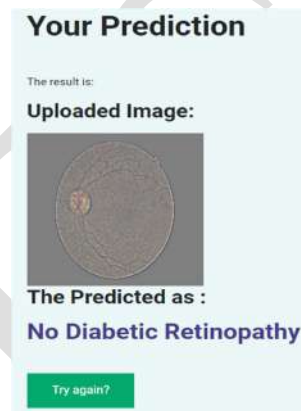 Your Prediction
The result is:
Uploaded Image:
The Predicted as :
No Diabetic Retinopathy
Try again?